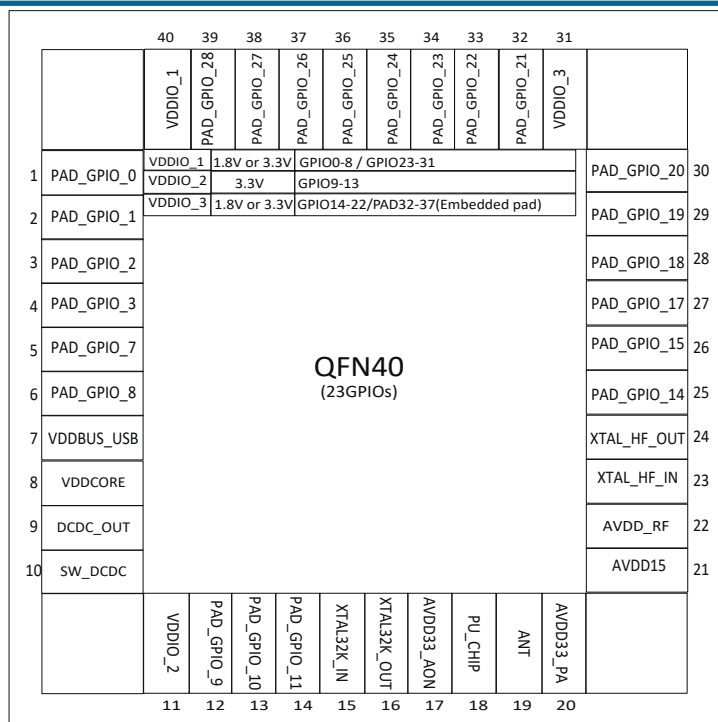 40 39 38 37 36 35 34 33 32 31
VDDIO_1
PAD_GPIO_28
PAD_GPIO_27
PAD_GPIO_26
PAD_GPIO_25
PAD_GPIO_24
PAD_GPIO_23
PAD_GPIO_22
PAD_GPIO_21
VDDIO_3
VDDIO_1 1.8V or 3.3V GPIO0-8 / GPIO23-31
VDDIO_2 3.3V GPIO9-13
VDDIO_3 1.8V or 3.3V GPIO14-22/PAD32-37(Embedded pad)
1 PAD_GPIO_0
2 PAD_GPIO_1
3 PAD_GPIO_2
4 PAD_GPIO_3
5 PAD_GPIO_7
6 PAD_GPIO_8
7 VDDBUS_USB
8 VDDCORE
9 DCDC_OUT
10 SW_DCDC
QFN40
(23GPIOs)
PAD_GPIO_20 30
PAD_GPIO_19 29
PAD_GPIO_18 28
PAD_GPIO_17 27
PAD_GPIO_15 26
PAD_GPIO_14 25
XTAL_HF_OUT 24
XTAL_HF_IN 23
AVDD_RF 22
AVDD15 21
VDDIO_2
PAD_GPIO_9
PAD_GPIO_10
PAD_GPIO_11
XTAL32K_IN
XTAL32K_OUT
AVDD33_AON
PU_CHIP
ANT
AVDD33_PA
11 12 13 14 15 16 17 18 19 20